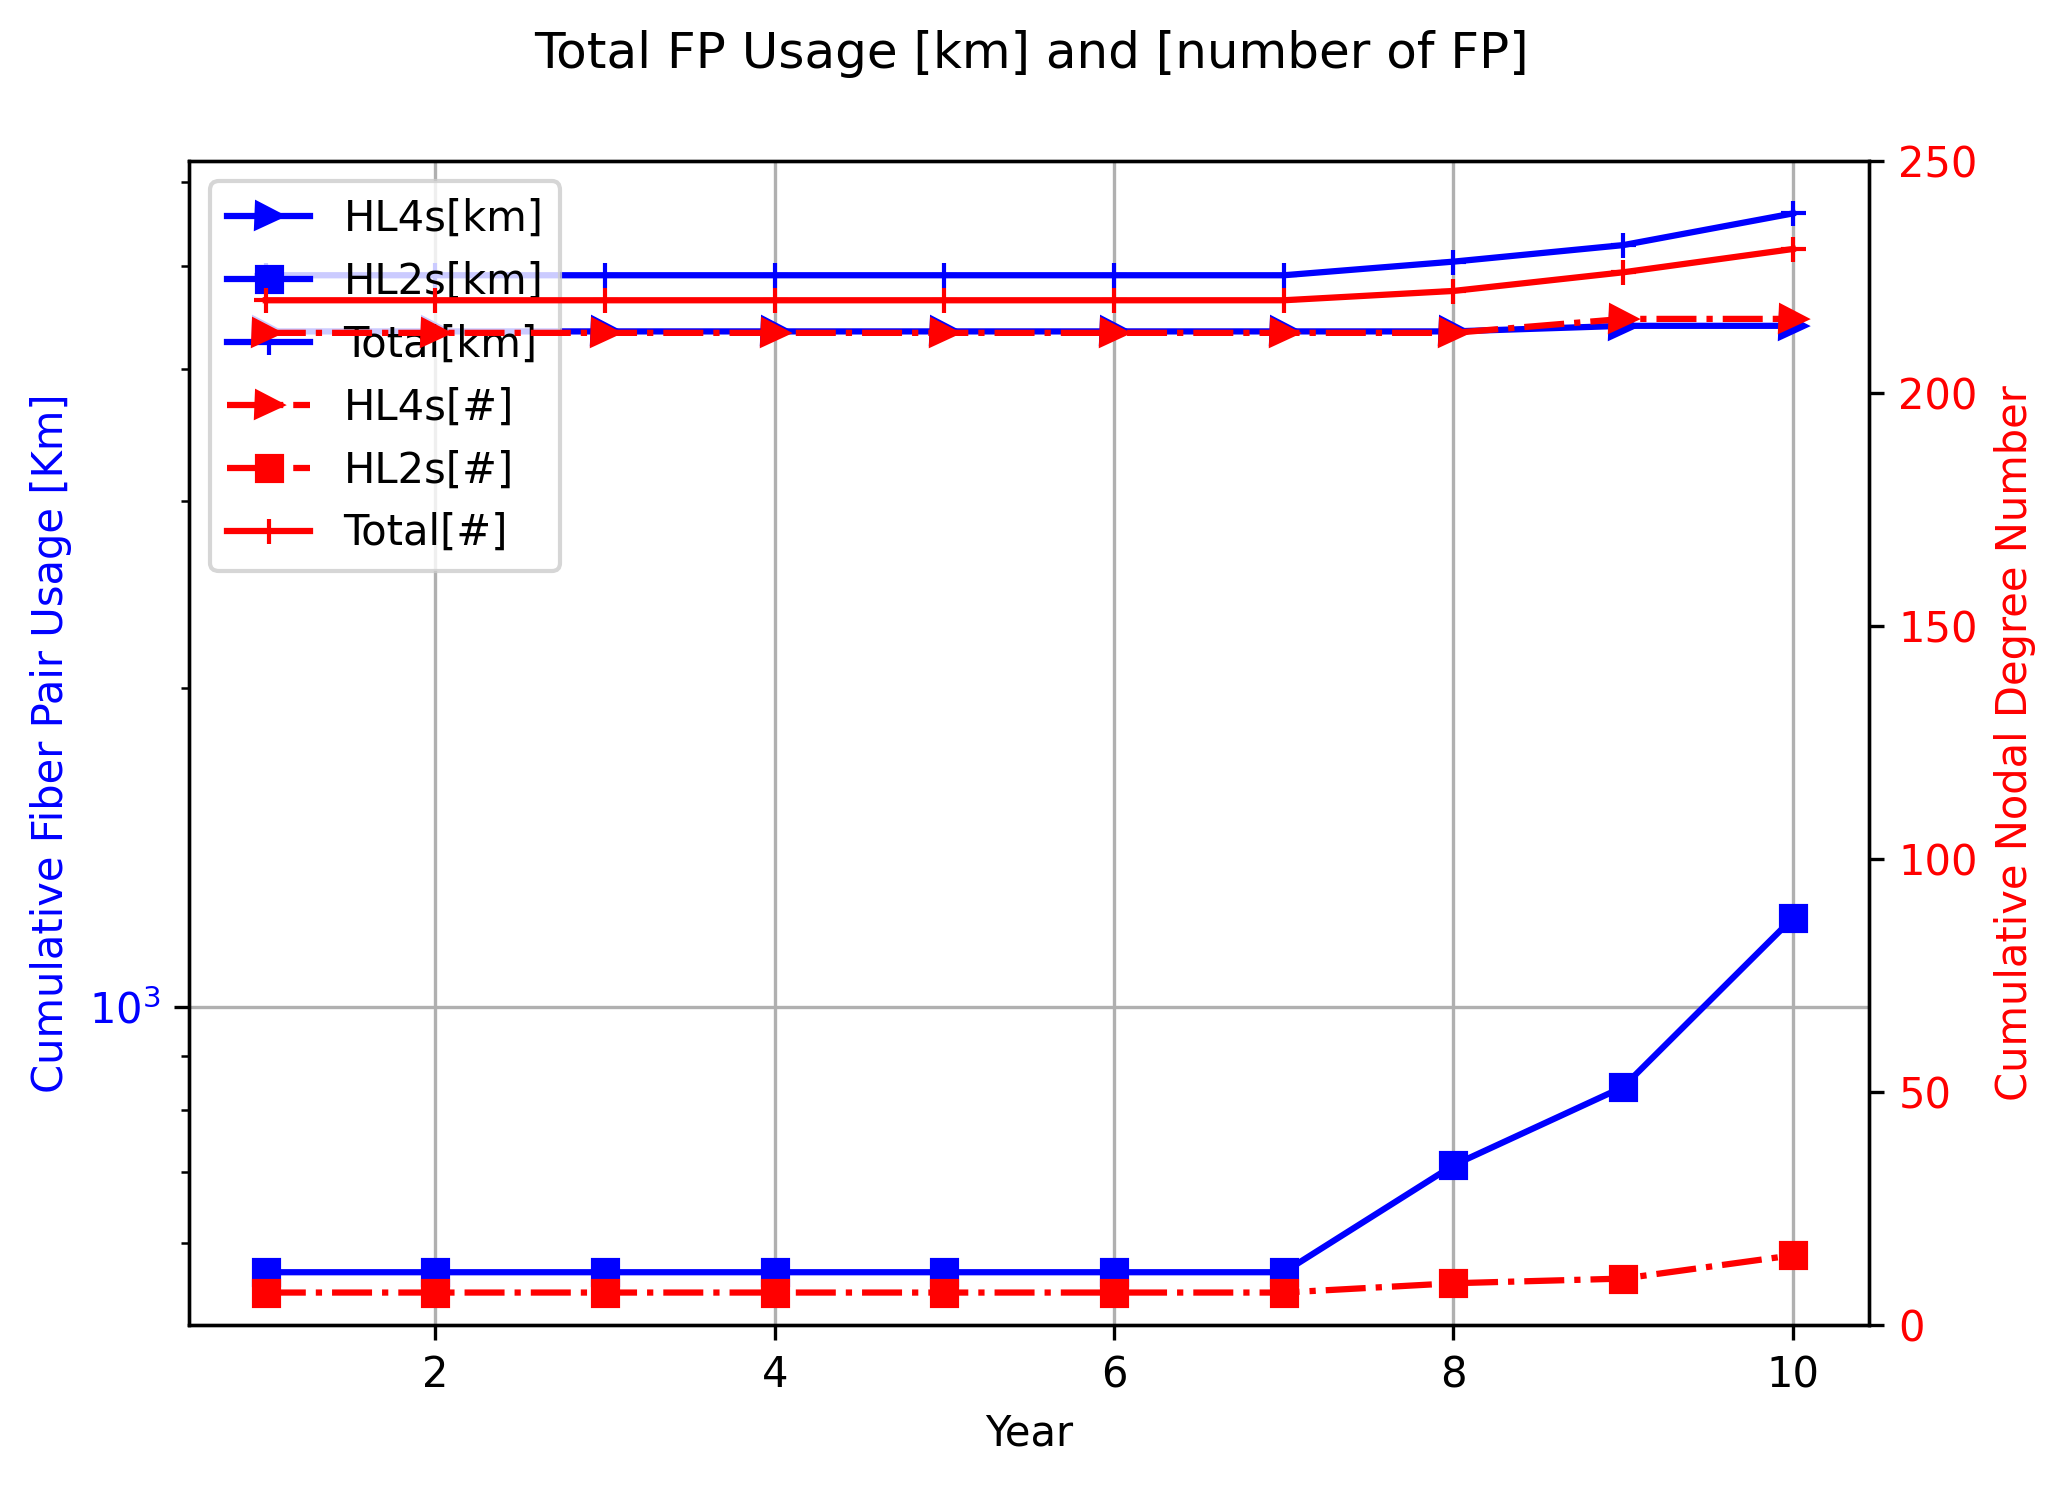 Total FP Usage [km] and [number of FP]
HL4s[km]
HL2s[km]
Total[km]
HL4s[#]
HL2s[#]
Total[#]
Cumulative Fiber Pair Usage [Km]
10³
250
200
150
100
50
0
Cumulative Nodal Degree Number
2 4 6 8 10
Year